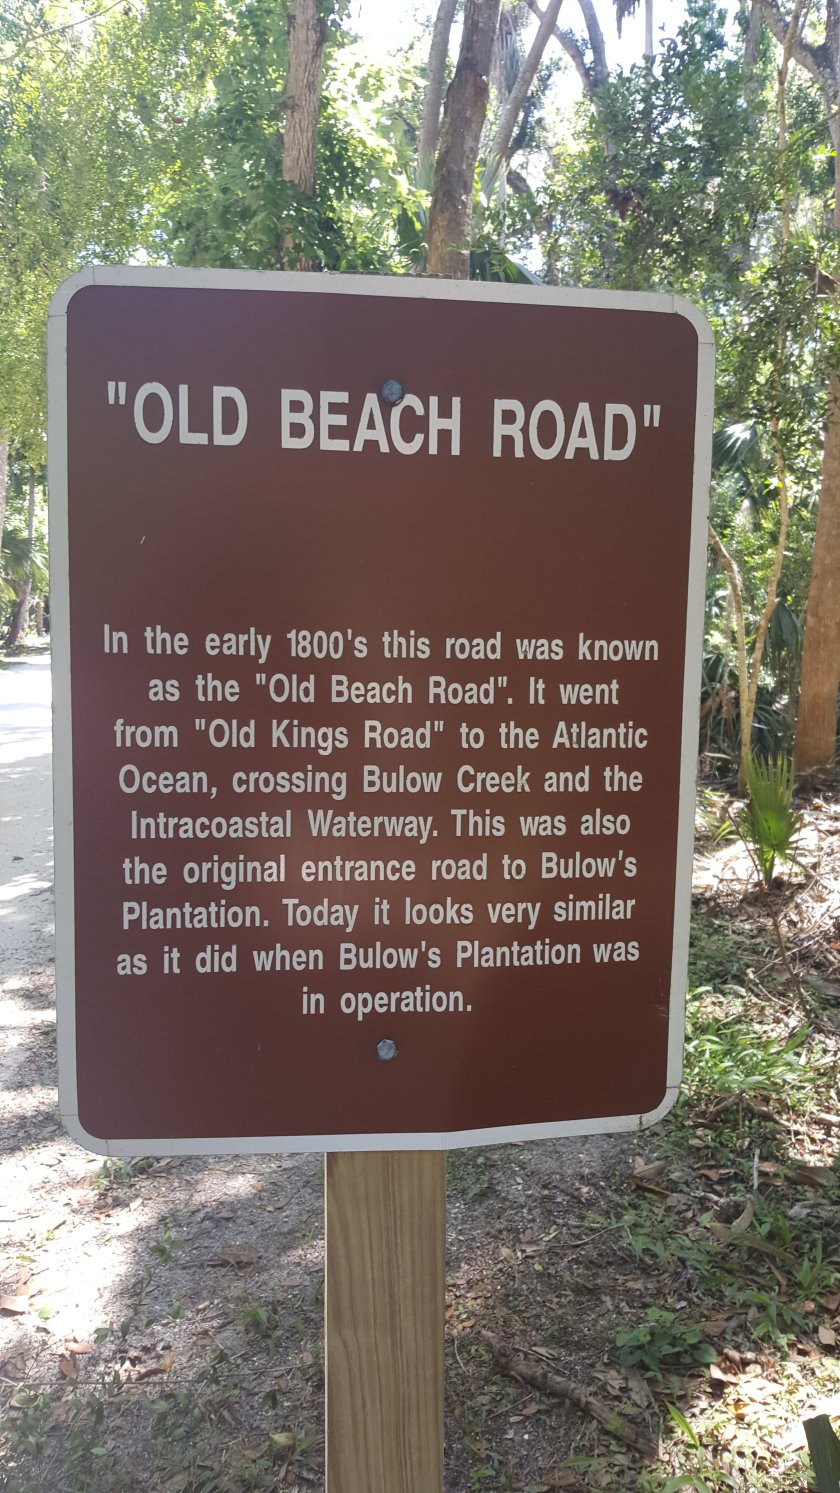 "OLD BEACH ROAD"
In the early 1800's this road was known
as the "Old Beach Road". It went
from "Old Kings Road" to the Atlantic
Ocean, crossing Bulow Creek and the
Intracoastal Waterway. This was also
the original entrance road to Bulow's
Plantation. Today it looks very similar
as it did when Bulow's Plantation was
in operation.